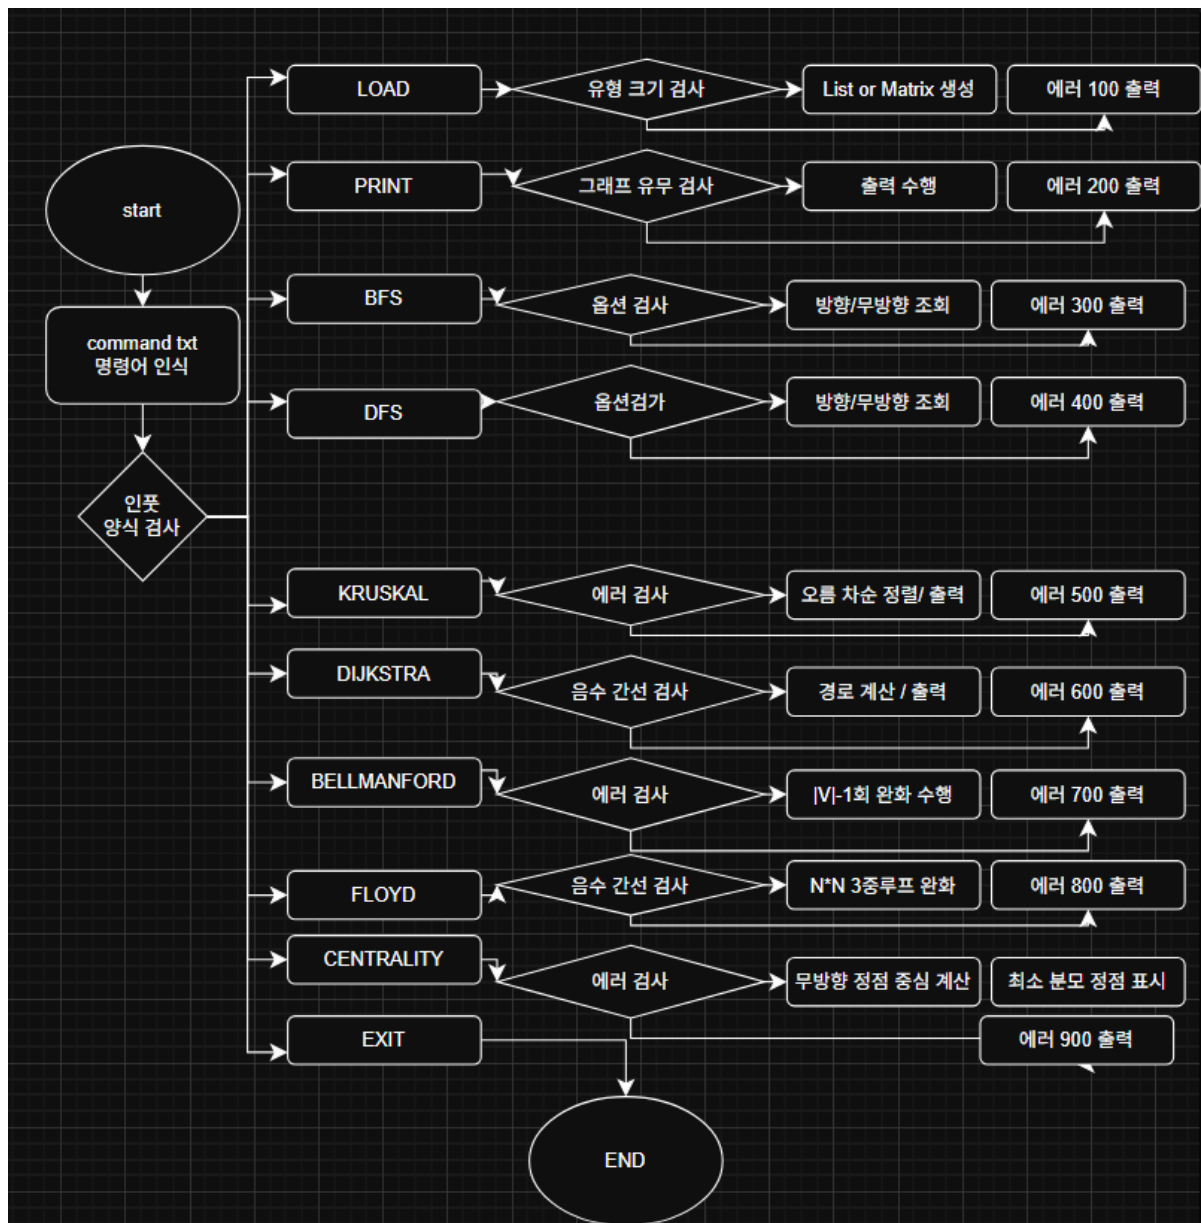 LOAD
유형 크기 검사
List or Matrix 생성
에러 100 출력
PRINT
그래프 유무 검사
출력 수행
에러 200 출력
start
BFS
옵션 검사
방향/무방향 조회
에러 300 출력
command txt
명령어 인식
DFS
옵션검가
방향/무방향 조회
에러 400 출력
인풋
양식 검사
KRUSKAL
에러 검사
오름 차순 정렬/ 출력
에러 500 출력
DIJKSTRA
음수 간선 검사
경로 계산 / 출력
에러 600 출력
BELLMANFORD
에러 검사
|V|-1회 완화 수행
에러 700 출력
FLOYD
음수 간선 검사
N*N 3중루프 완화
에러 800 출력
CENTRALITY
에러 검사
무방향 정점 중심 계산
최소 분모 정점 표시
EXIT
에러 900 출력
END